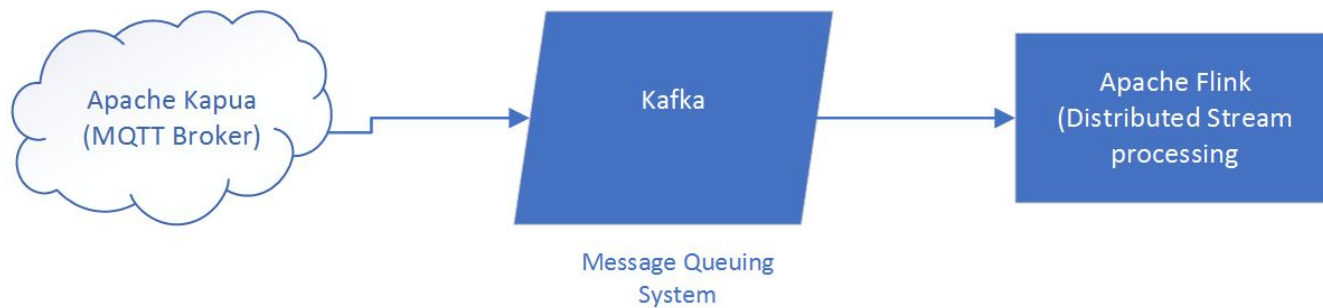 Apache Kapua
(MQTT Broker)
Kafka
Message Queuing
System
Apache Flink
(Distributed Stream
processing